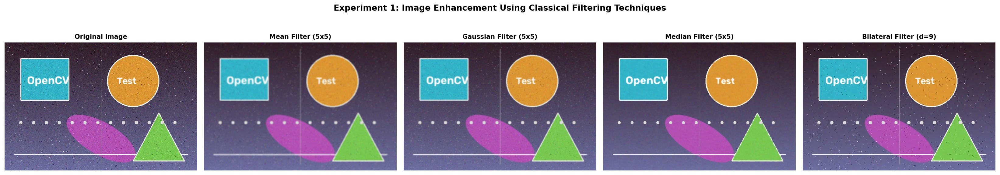 Experiment 1: Image Enhancement Using Classical Filtering Techniques
Original Image
Mean Filter (5x5)
Gaussian Filter (5x5)
Median Filter (5x5)
Bilateral Filter (d=9)
OpenCV
Test
OpenCV
Test
OpenCV
Test
OpenCV
Test
OpenCV
Test